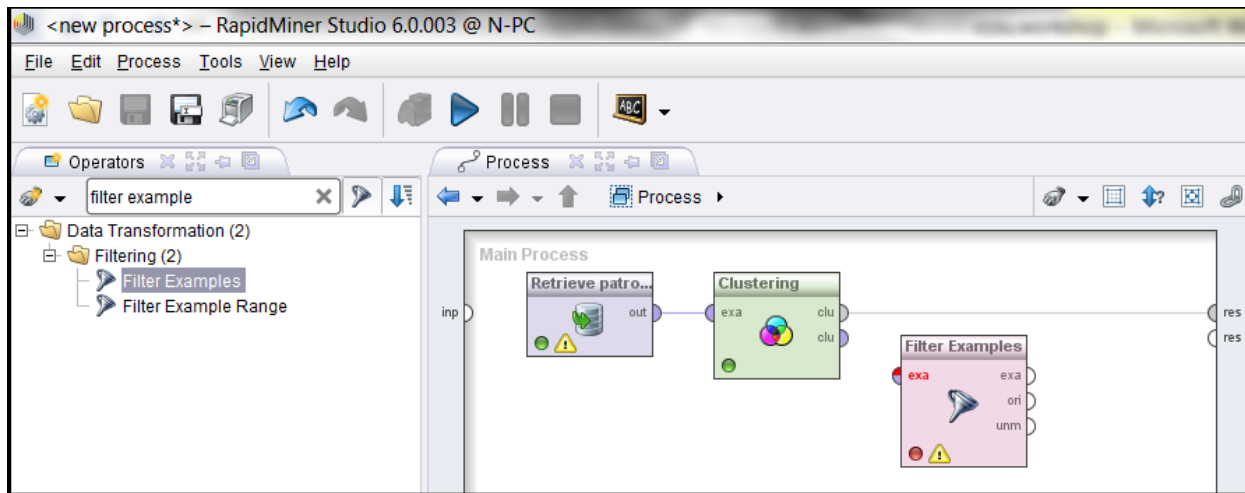 <new process*> – RapidMiner Studio 6.0.003 @ N-PC
File Edit Process Tools View Help
ABC
Operators
filter example
Data Transformation (2)
Filtering (2)
Filter Examples
Filter Example Range
Process
Process
Main Process
inp
Retrieve patro...
out
Clustering
exa clu
clu
Filter Examples
exa exa
ori
unm
res
res